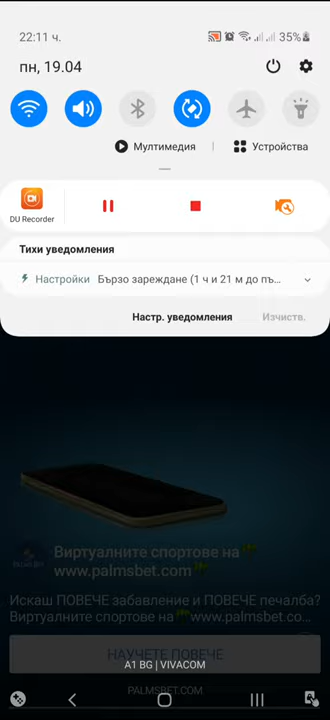 22:11 ч.
35%
пн, 19.04
Мултимедия
Устройства
DU Recorder
Тихи уведомления
Настройки Бързо зареждане (1 ч и 21 м до пъ...
Настр. уведомления
Изчиств.
Виртуалните спортове на
www.palmsbet.com
Искаш ПОВЕЧЕ забавление и ПОВЕЧЕ печалба?
Виртуалните спортове на www.palmsbet.co...
НАУЧЕТЕ ПОВЕЧЕ
A1 BG | VIVACOM
PALMSBET.COM